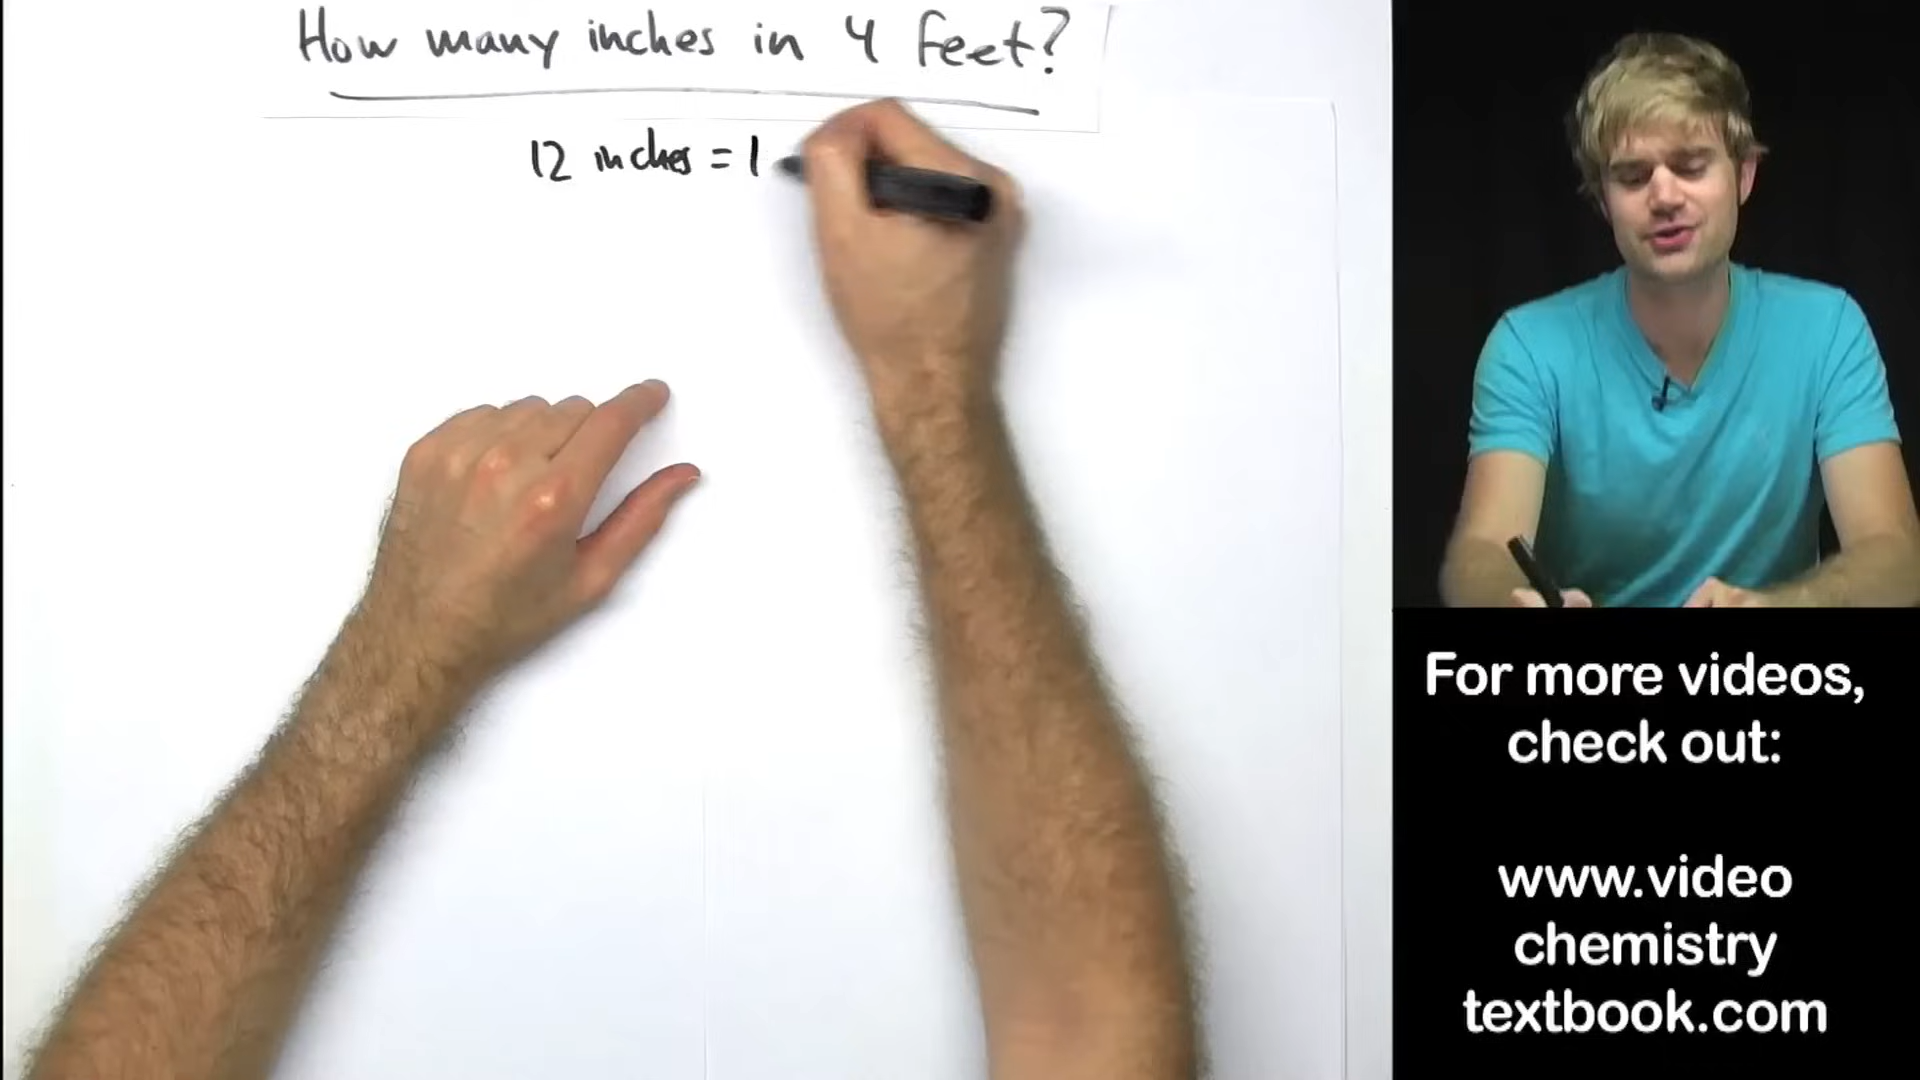 How many inches in 4 feet?
12 inches = 1
For more videos,
check out:
www.video
chemistry
textbook.com